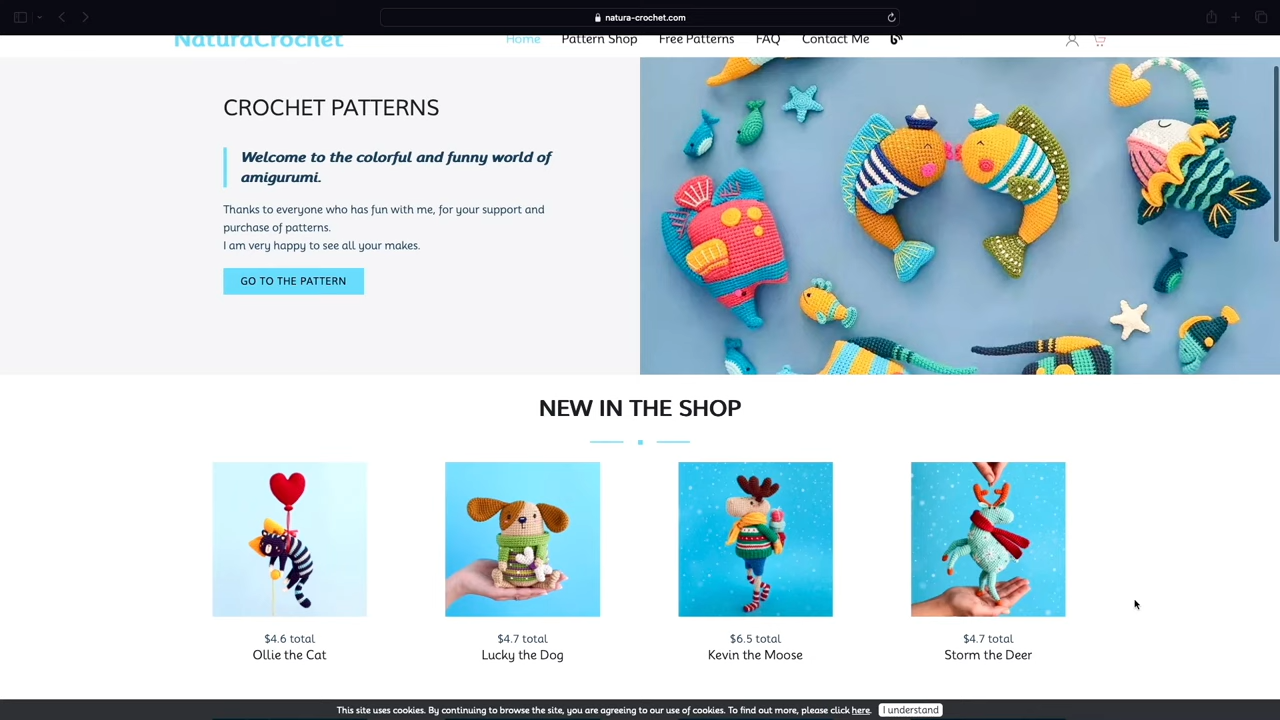 natura-crochet.com
NaturaCrochet
Home Pattern Shop Free Patterns FAQ Contact Me
CROCHET PATTERNS
Welcome to the colorful and funny world of
amigurumi.
Thanks to everyone who has fun with me, for your support and
purchase of patterns.
I am very happy to see all your makes.
GO TO THE PATTERN
NEW IN THE SHOP
$4.6 total
Ollie the Cat
$4.7 total
Lucky the Dog
$6.5 total
Kevin the Moose
$4.7 total
Storm the Deer
This site uses cookies. By continuing to browse the site, you are agreeing to our use of cookies. To find out more, please click here. I understand